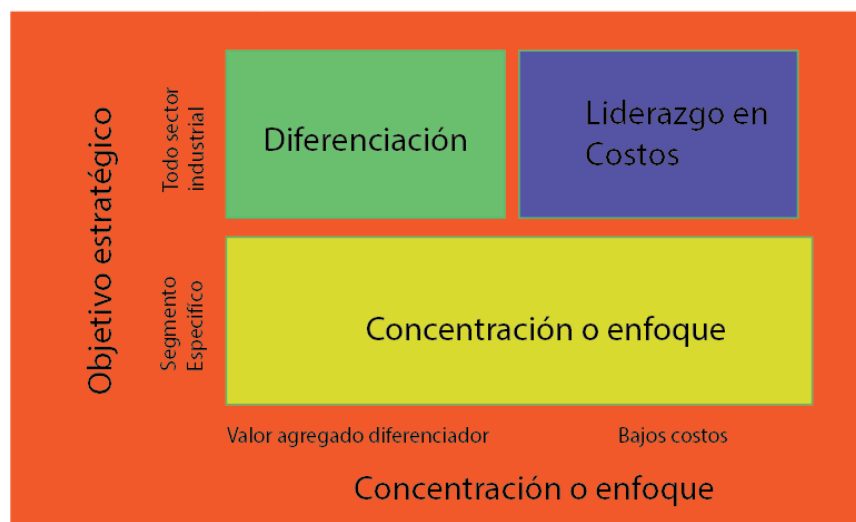 Objetivo estratégico
Todo sector
industrial
Diferenciación
Liderazgo en
Costos
Segmento
Específico
Concentración o enfoque
Valor agregado diferenciador
Bajos costos
Concentración o enfoque